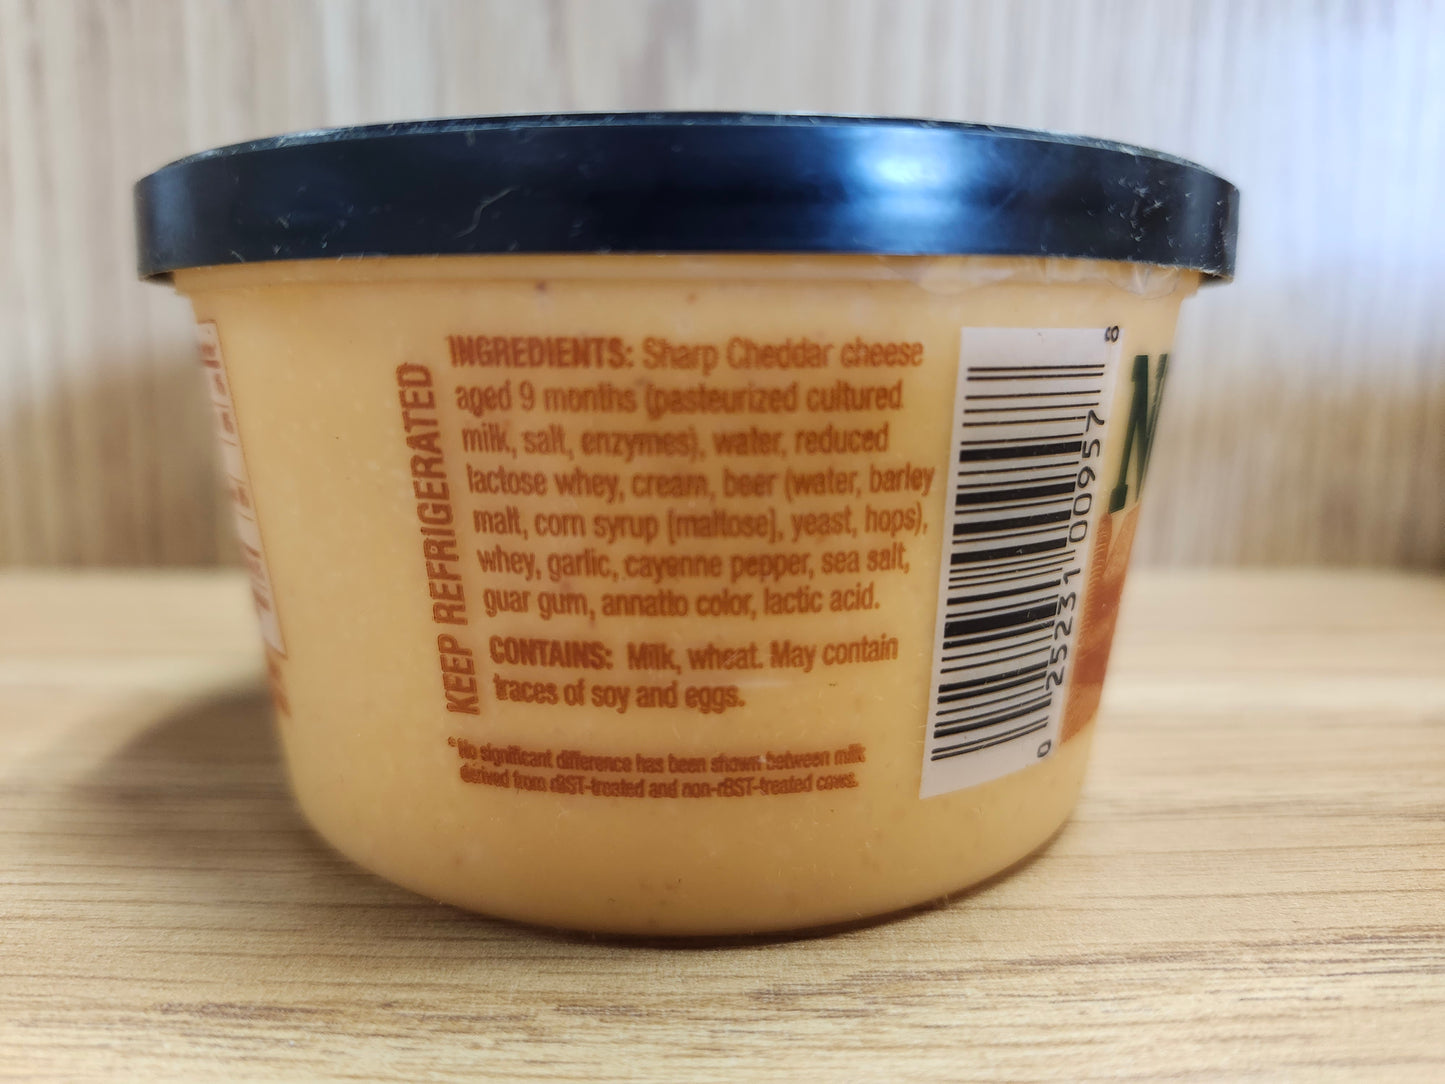 KEEP REFRIGERATED
INGREDIENTS: Sharp Cheddar cheese
aged 9 months (pasteurized cultured
milk, salt, enzymes), water, reduced
lactose whey, cream, beer (water, barley
malt, corn syrup [maltose], yeast, hops),
whey, garlic, cayenne pepper, sea salt,
guar gum, annatto color, lactic acid.
CONTAINS: Milk, wheat. May contain
traces of soy and eggs.
*No significant difference has been shown between milk
derived from rBST-treated and non-rBST-treated cows.
0 25231 00957 8
N